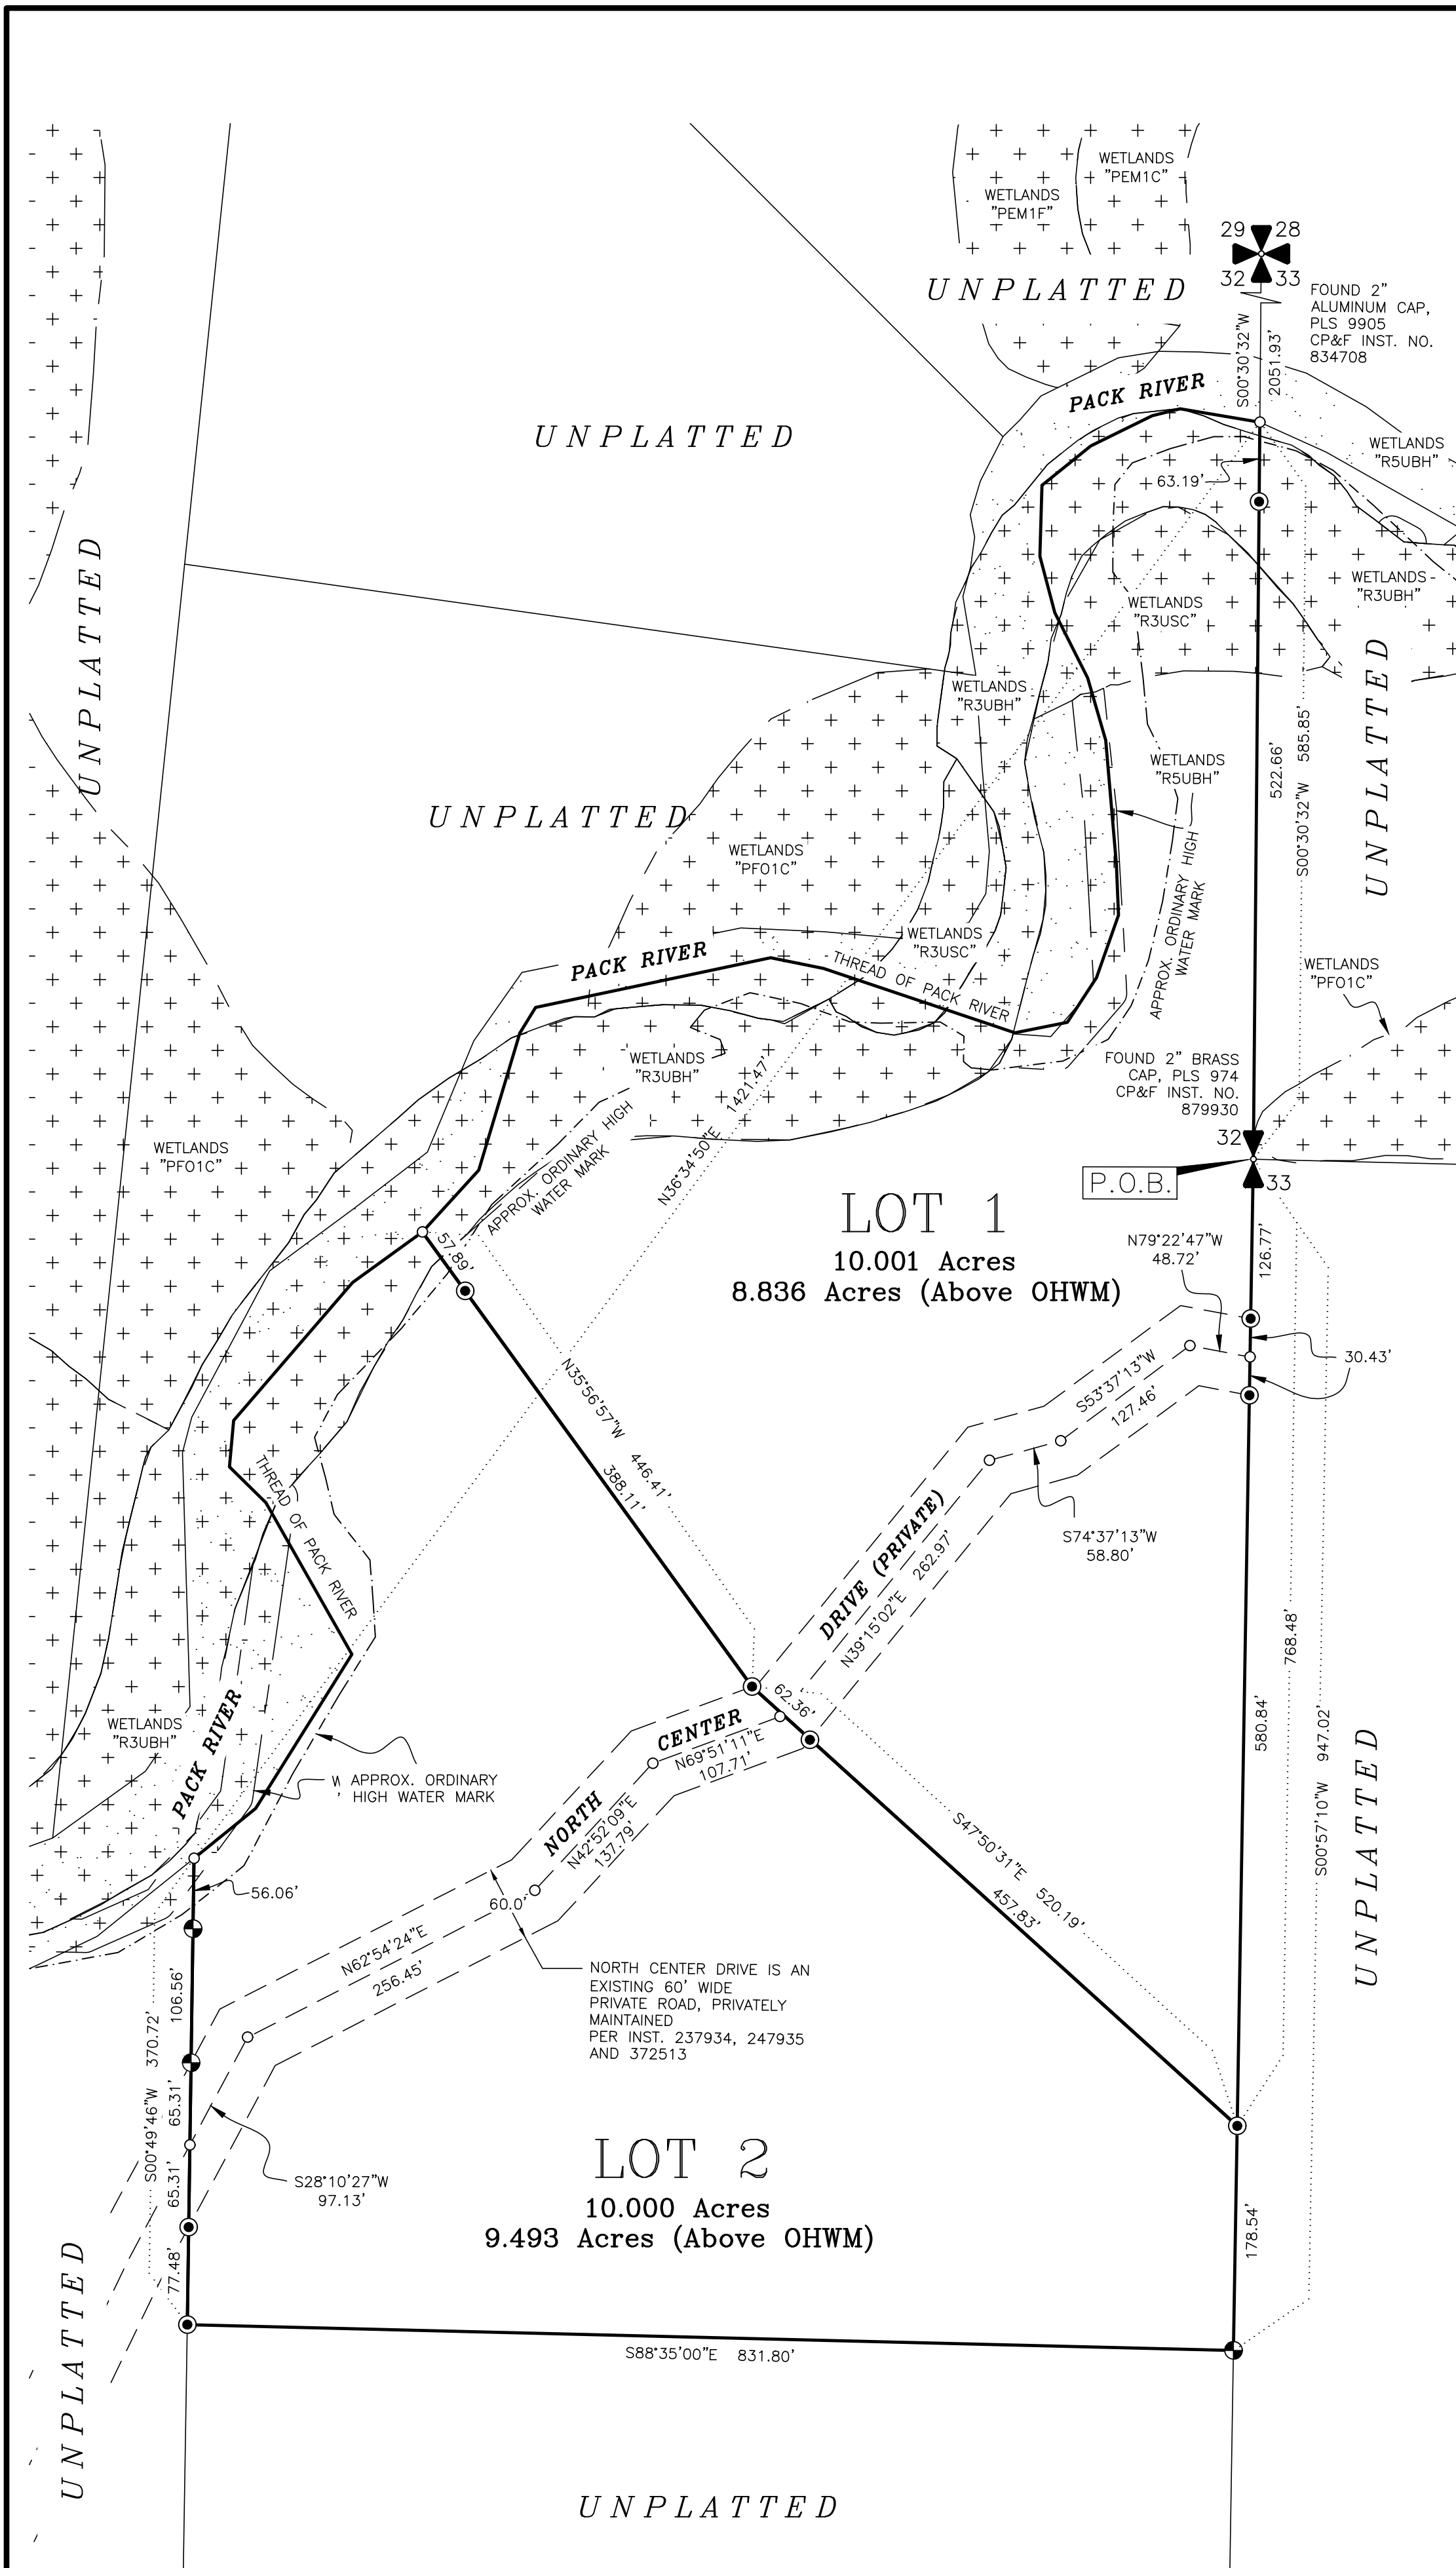 WETLANDS
"PEM1C"
WETLANDS
"PEM1F"
29 28
32 33
UNPLATTED
FOUND 2"
ALUMINUM CAP,
PLS 9905
CP&F INST. NO.
834708
S00°30'32"W
2051.93'
PACK RIVER
UNPLATTED
WETLANDS
"R5UBH"
63.19'
WETLANDS
"R3UBH"
WETLANDS
"R3USC"
UNPLATTED
UNPLATTED
WETLANDS
"R3UBH"
522.66'
S00°30'32"W 585.85'
WETLANDS
"R5UBH"
UNPLATTED
WETLANDS
"PFO1C"
APPROX. ORDINARY HIGH
WATER MARK
WETLANDS
"R3USC"
PACK RIVER
THREAD OF PACK RIVER
WETLANDS
"PFO1C"
WETLANDS
"R3UBH"
FOUND 2" BRASS
CAP, PLS 974
CP&F INST. NO.
879930
32
33
P.O.B.
WETLANDS
"PFO1C"
APPROX. ORDINARY HIGH
WATER MARK
N36°34'50"E 1421.47'
57.89'
LOT 1
10.001 Acres
8.836 Acres (Above OHWM)
N79°22'47"W
48.72'
126.77'
30.43'
S53°37'13"W
127.46'
N35°56'57"W 446.41'
388.11'
THREAD OF PACK RIVER
S74°37'13"W
58.80'
DRIVE (PRIVATE)
N39°15'02"E 262.97'
768.48'
580.84'
S00°57'10"W 947.02'
UNPLATTED
62.36'
CENTER
N69°51'11"E
107.71'
WETLANDS
"R3UBH"
PACK RIVER
W APPROX. ORDINARY
' HIGH WATER MARK
NORTH
N42°52'09"E
137.79'
S47°50'31"E 520.19'
457.83'
56.06'
60.0'
N62°54'24"E
256.45'
NORTH CENTER DRIVE IS AN
EXISTING 60' WIDE
PRIVATE ROAD, PRIVATELY
MAINTAINED
PER INST. 237934, 247935
AND 372513
106.56'
S00°49'46"W 370.72'
65.31'
65.31'
77.48'
S28°10'27"W
97.13'
LOT 2
10.000 Acres
9.493 Acres (Above OHWM)
178.54'
UNPLATTED
S88°35'00"E 831.80'
UNPLATTED